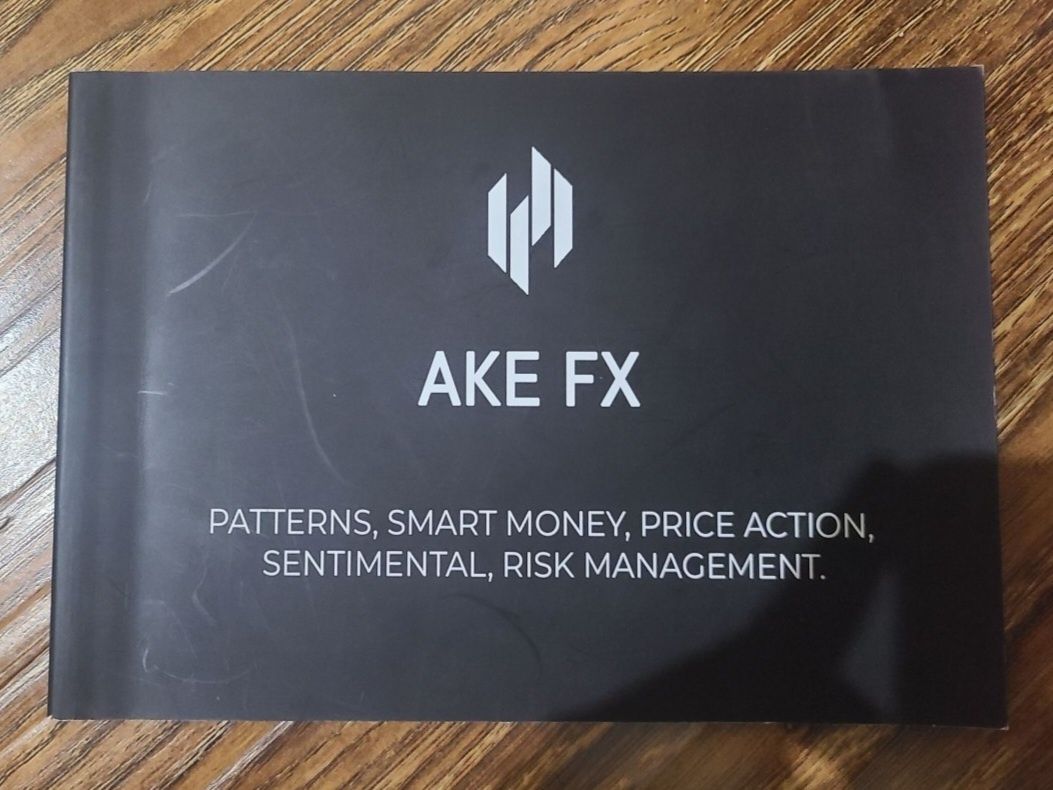 AKE FX
PATTERNS, SMART MONEY, PRICE ACTION,
SENTIMENTAL, RISK MANAGEMENT.